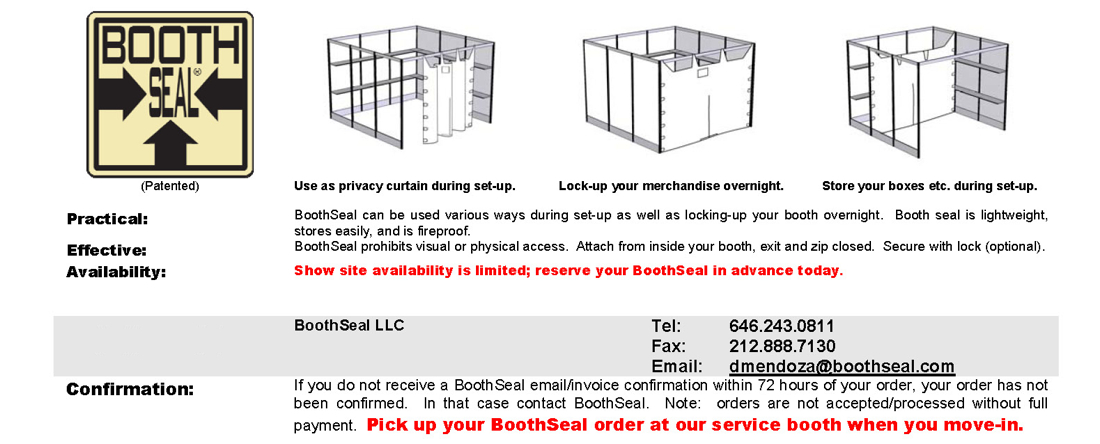 BOOTH
SEAL®
(Patented)
Use as privacy curtain during set-up.
Lock-up your merchandise overnight.
Store your boxes etc. during set-up.
Practical:
BoothSeal can be used various ways during set-up as well as locking-up your booth overnight. Booth seal is lightweight,
stores easily, and is fireproof.
Effective:
BoothSeal prohibits visual or physical access. Attach from inside your booth, exit and zip closed. Secure with lock (optional).
Availability:
Show site availability is limited; reserve your BoothSeal in advance today.
BoothSeal LLC
Tel: 646.243.0811
Fax: 212.888.7130
Email: dmendoza@boothseal.com
Confirmation:
If you do not receive a BoothSeal email/invoice confirmation within 72 hours of your order, your order has not
been confirmed. In that case contact BoothSeal. Note: orders are not accepted/processed without full
payment. Pick up your BoothSeal order at our service booth when you move-in.